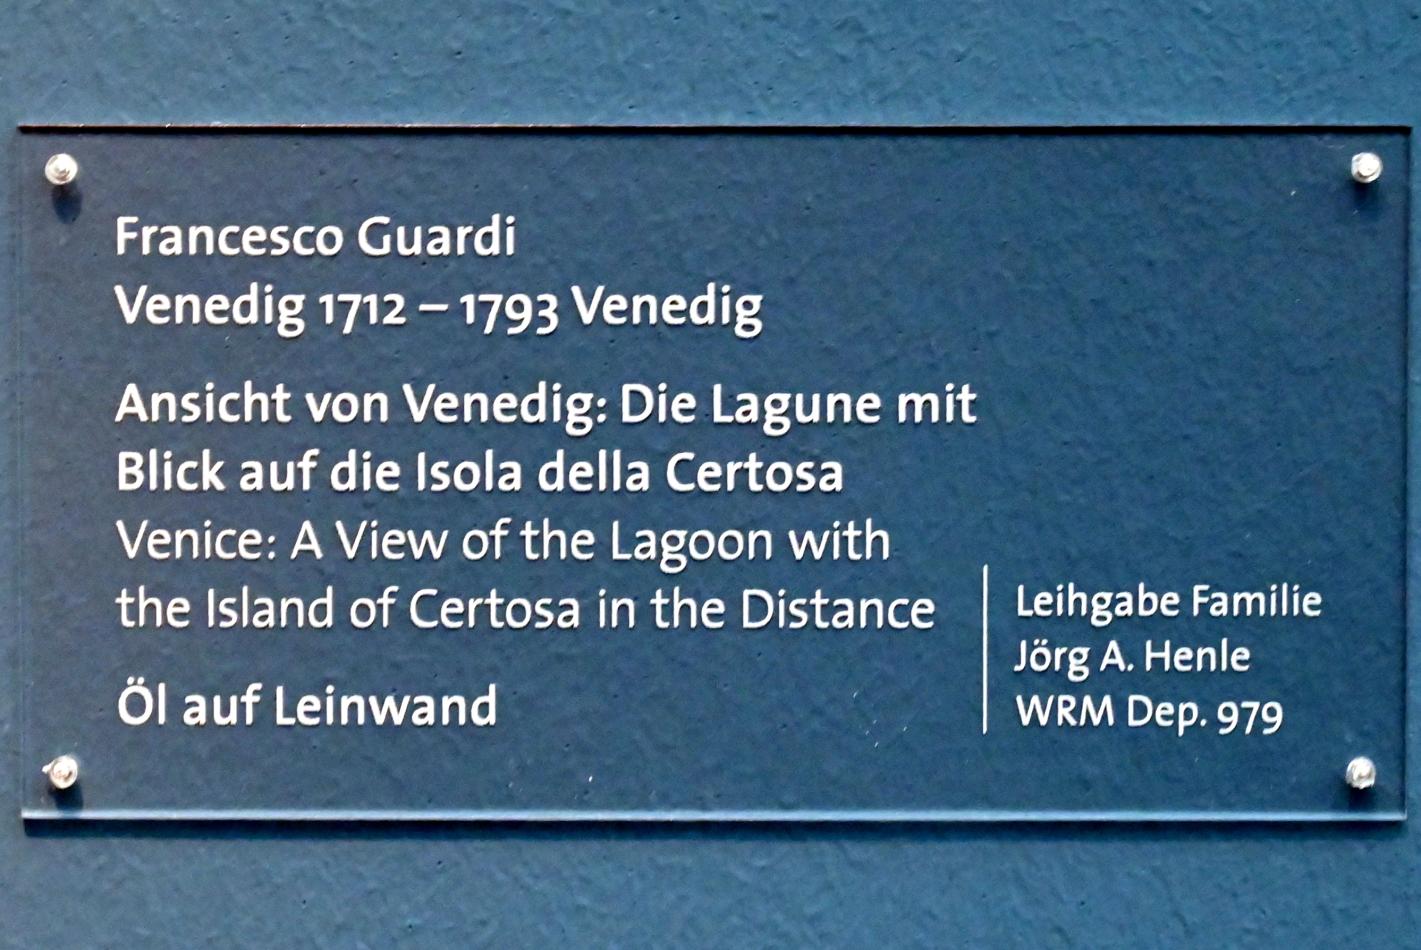 Francesco Guardi
Venedig 1712 – 1793 Venedig
Ansicht von Venedig: Die Lagune mit
Blick auf die Isola della Certosa
Venice: A View of the Lagoon with
the Island of Certosa in the Distance
Öl auf Leinwand
Leihgabe Familie
Jörg A. Henle
WRM Dep. 979